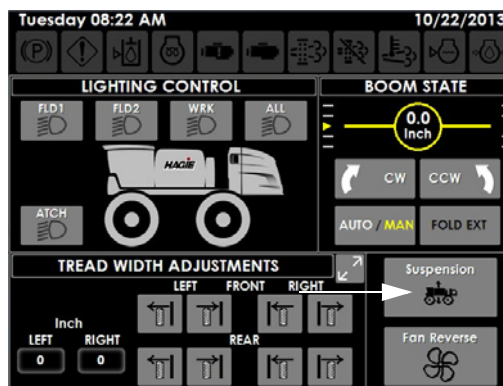 Tuesday 08:22 AM 10/22/2013
(P)
LIGHTING CONTROL
FLD1 FLD2 WRK ALL
HAGIE
ATCH
BOOM STATE
0.0
Inch
CW CCW
AUTO / MAN FOLD EXT
TREAD WIDTH ADJUSTMENTS
LEFT FRONT RIGHT
Inch
LEFT RIGHT
0 0
REAR
Suspension
Fan Reverse